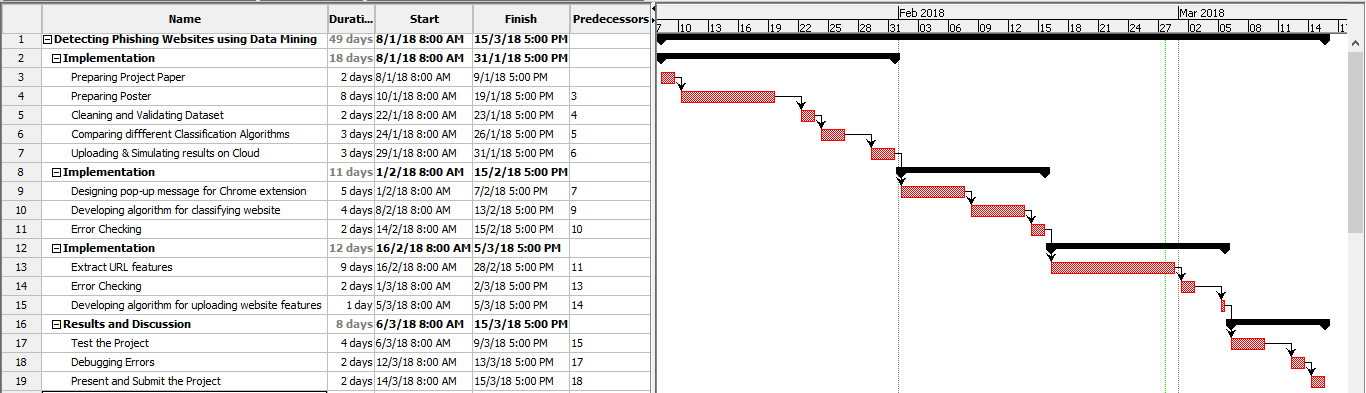 Name Durati... Start Finish Predecessors
Feb 2018 Mar 2018
7 10 13 16 19 22 25 28 31 03 06 09 12 15 18 21 24 27 02 05 08 11
1 Detecting Phishing Websites using Data Mining 49 days 8/1/18 8:00 AM 15/3/18 5:00 PM
2 Implementation 18 days 8/1/18 8:00 AM 31/1/18 5:00 PM
3 Preparing Project Paper 2 days 8/1/18 8:00 AM 9/1/18 5:00 PM
4 Preparing Poster 8 days 10/1/18 8:00 AM 19/1/18 5:00 PM 3
5 Cleaning and Validating Dataset 2 days 22/1/18 8:00 AM 23/1/18 5:00 PM 4
6 Comparing diffferent Classification Algorithms 3 days 24/1/18 8:00 AM 26/1/18 5:00 PM 5
7 Uploading & Simulating results on Cloud 3 days 29/1/18 8:00 AM 31/1/18 5:00 PM 6
8 Implementation 11 days 1/2/18 8:00 AM 15/2/18 5:00 PM
9 Designing pop-up message for Chrome extension 5 days 1/2/18 8:00 AM 7/2/18 5:00 PM 7
10 Developing algorithm for classifying website 4 days 8/2/18 8:00 AM 13/2/18 5:00 PM 9
11 Error Checking 2 days 14/2/18 8:00 AM 15/2/18 5:00 PM 10
12 Implementation 12 days 16/2/18 8:00 AM 5/3/18 5:00 PM
13 Extract URL features 9 days 16/2/18 8:00 AM 28/2/18 5:00 PM 11
14 Error Checking 2 days 1/3/18 8:00 AM 2/3/18 5:00 PM 13
15 Developing algorithm for uploading website features 1 day 5/3/18 8:00 AM 5/3/18 5:00 PM 14
16 Results and Discussion 8 days 6/3/18 8:00 AM 15/3/18 5:00 PM
17 Test the Project 4 days 6/3/18 8:00 AM 9/3/18 5:00 PM 15
18 Debugging Errors 2 days 12/3/18 8:00 AM 13/3/18 5:00 PM 17
19 Present and Submit the Project 2 days 14/3/18 8:00 AM 15/3/18 5:00 PM 18